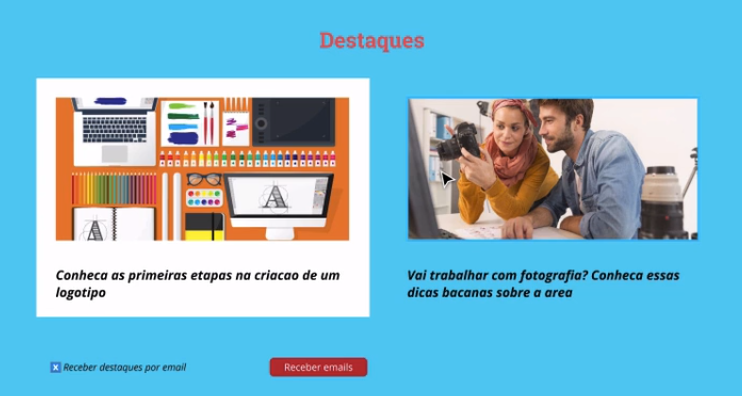 Destaques
Conheca as primeiras etapas na criacao de um
logotipo
Vai trabalhar com fotografia? Conheca essas
dicas bacanas sobre a area
Receber destaques por email
Receber emails